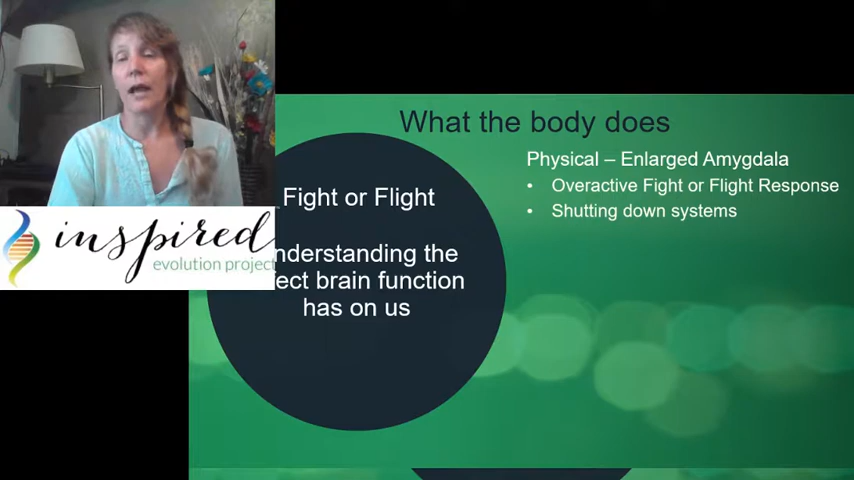 What the body does
Physical – Enlarged Amygdala
• Overactive Fight or Flight Response
• Shutting down systems
Fight or Flight
nderstanding the
ect brain function
has on us
inspired
evolution project